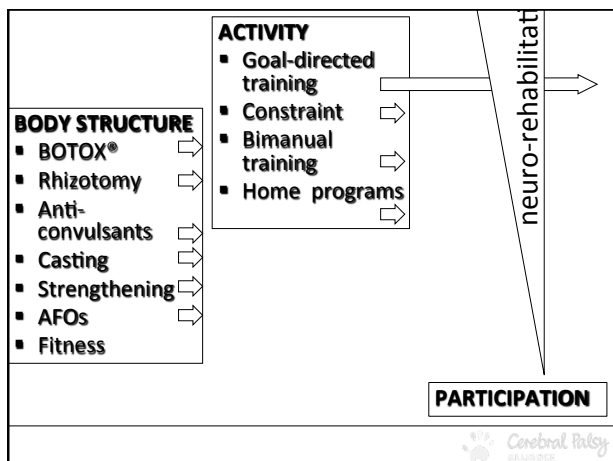 ACTIVITY
▪ Goal-directed
training
▪ Constraint
▪ Bimanual
training
▪ Home programs
BODY STRUCTURE
▪ BOTOX®
▪ Rhizotomy
▪ Anti-
convulsants
▪ Casting
▪ Strengthening
▪ AFOs
▪ Fitness
neuro-rehabilitati
PARTICIPATION
Cerebral Palsy
ALLIANCE